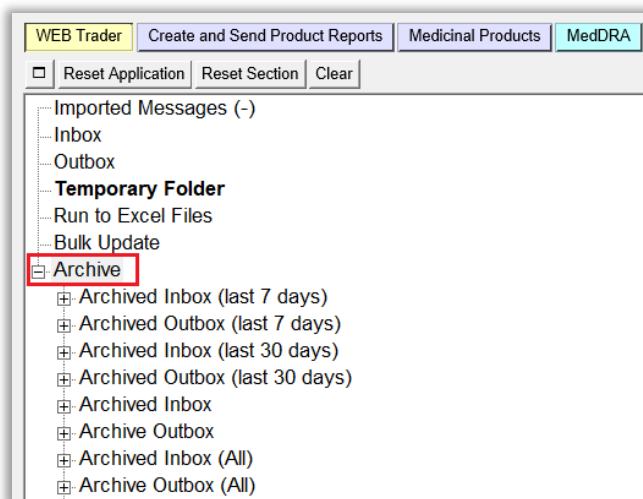 WEB Trader Create and Send Product Reports Medicinal Products MedDRA
Reset Application Reset Section Clear
Imported Messages (-)
Inbox
Outbox
Temporary Folder
Run to Excel Files
Bulk Update
Archive
Archived Inbox (last 7 days)
Archived Outbox (last 7 days)
Archived Inbox (last 30 days)
Archived Outbox (last 30 days)
Archived Inbox
Archive Outbox
Archived Inbox (All)
Archive Outbox (All)